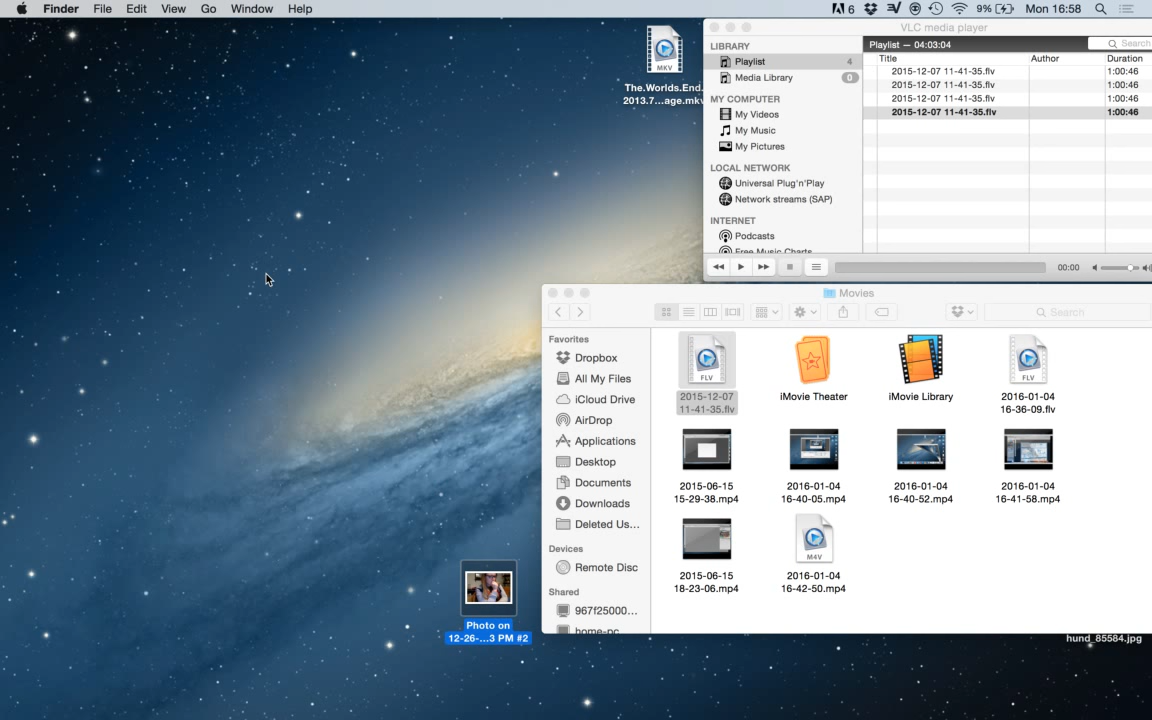 Finder File Edit View Go Window Help
6 9% Mon 16:58
MKV
The.Worlds.End.
2013.7...age.mkv
VLC media player
LIBRARY
Playlist 4
Media Library 0
MY COMPUTER
My Videos
My Music
My Pictures
LOCAL NETWORK
Universal Plug'n'Play
Network streams (SAP)
INTERNET
Podcasts
Free Music Charts
Playlist — 04:03:04 Search
Title Author Duration
2015-12-07 11-41-35.flv 1:00:46
2015-12-07 11-41-35.flv 1:00:46
2015-12-07 11-41-35.flv 1:00:46
2015-12-07 11-41-35.flv 1:00:46
00:00
Movies
Search
Favorites
Dropbox
All My Files
iCloud Drive
AirDrop
Applications
Desktop
Documents
Downloads
Deleted Us...
Devices
Remote Disc
Shared
967f25000...
home-pc
FLV
2015-12-07
11-41-35.flv
iMovie Theater
iMovie Library
FLV
2016-01-04
16-36-09.flv
2015-06-15
15-29-38.mp4
2016-01-04
16-40-05.mp4
2016-01-04
16-40-52.mp4
2016-01-04
16-41-58.mp4
2015-06-15
18-23-06.mp4
M4V
2016-01-04
16-42-50.mp4
Photo on
12-26-...3 PM #2
hund_85584.jpg